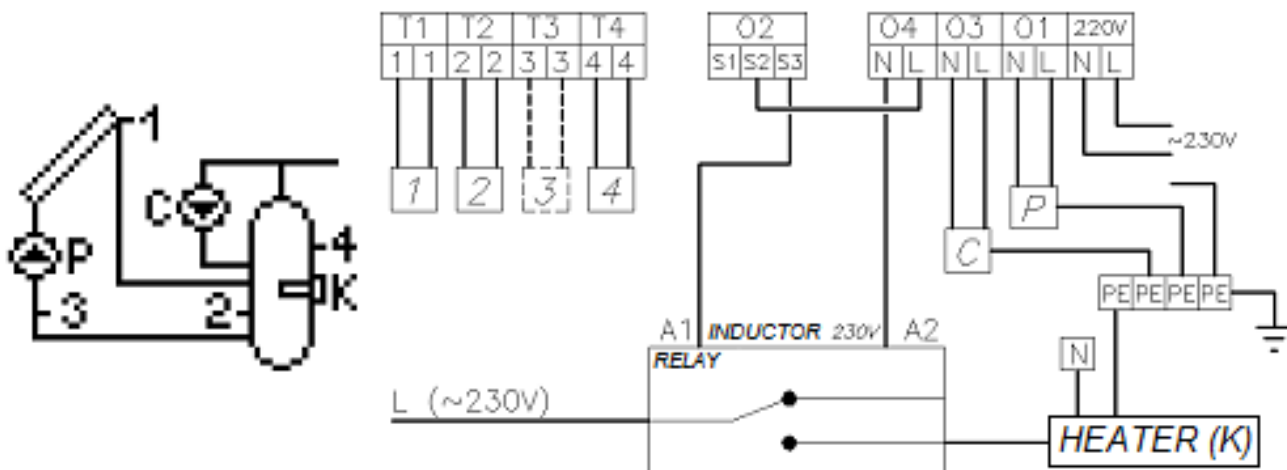 1
C
P
4
3
2
K
T1 T2 T3 T4
1 1 2 2 3 3 4 4
1 2 3 4
O2
S1 S2 S3
O4 O3 O1 220V
N L N L N L N L
~230V
P
C
PE PE PE PE
A1 INDUCTOR 230V A2
RELAY
N
L (~230V)
HEATER (K)